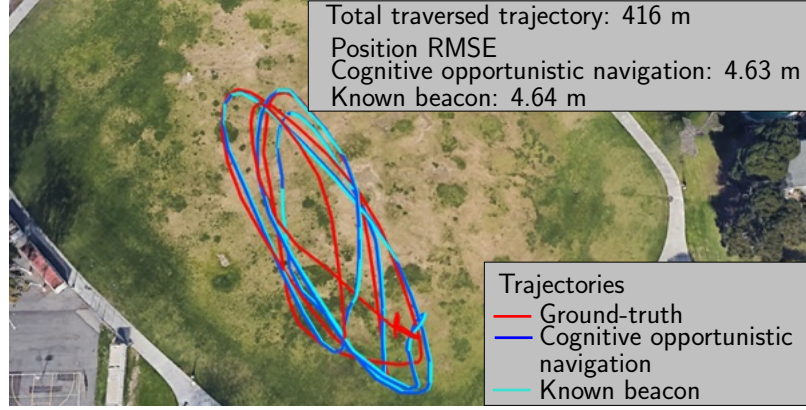 Total traversed trajectory: 416 m
Position RMSE
Cognitive opportunistic navigation: 4.63 m
Known beacon: 4.64 m
Trajectories
Ground-truth
Cognitive opportunistic
navigation
Known beacon